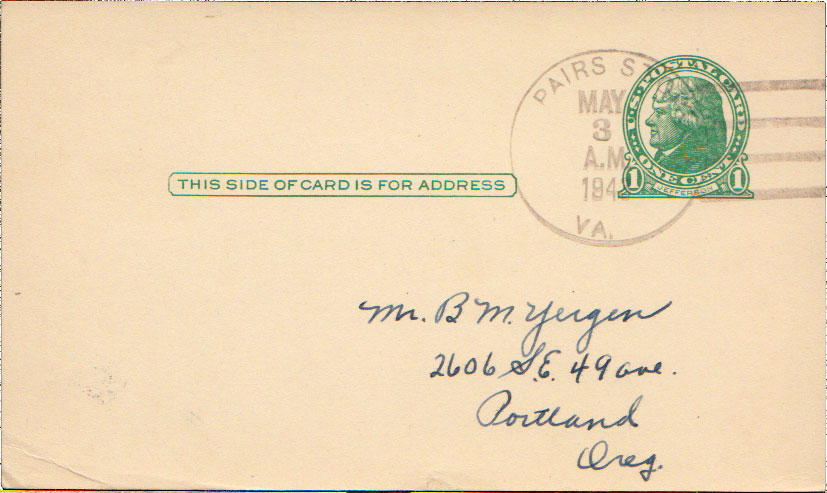 PAIRS ST
MAY
3
A.M
194
VA.
U.S. POSTAL CARD
ONE CENT
1 JEFFERSON 1
THIS SIDE OF CARD IS FOR ADDRESS
Mr. B M. Yergen
2606 S.E. 49 ave.
Portland
Oreg.